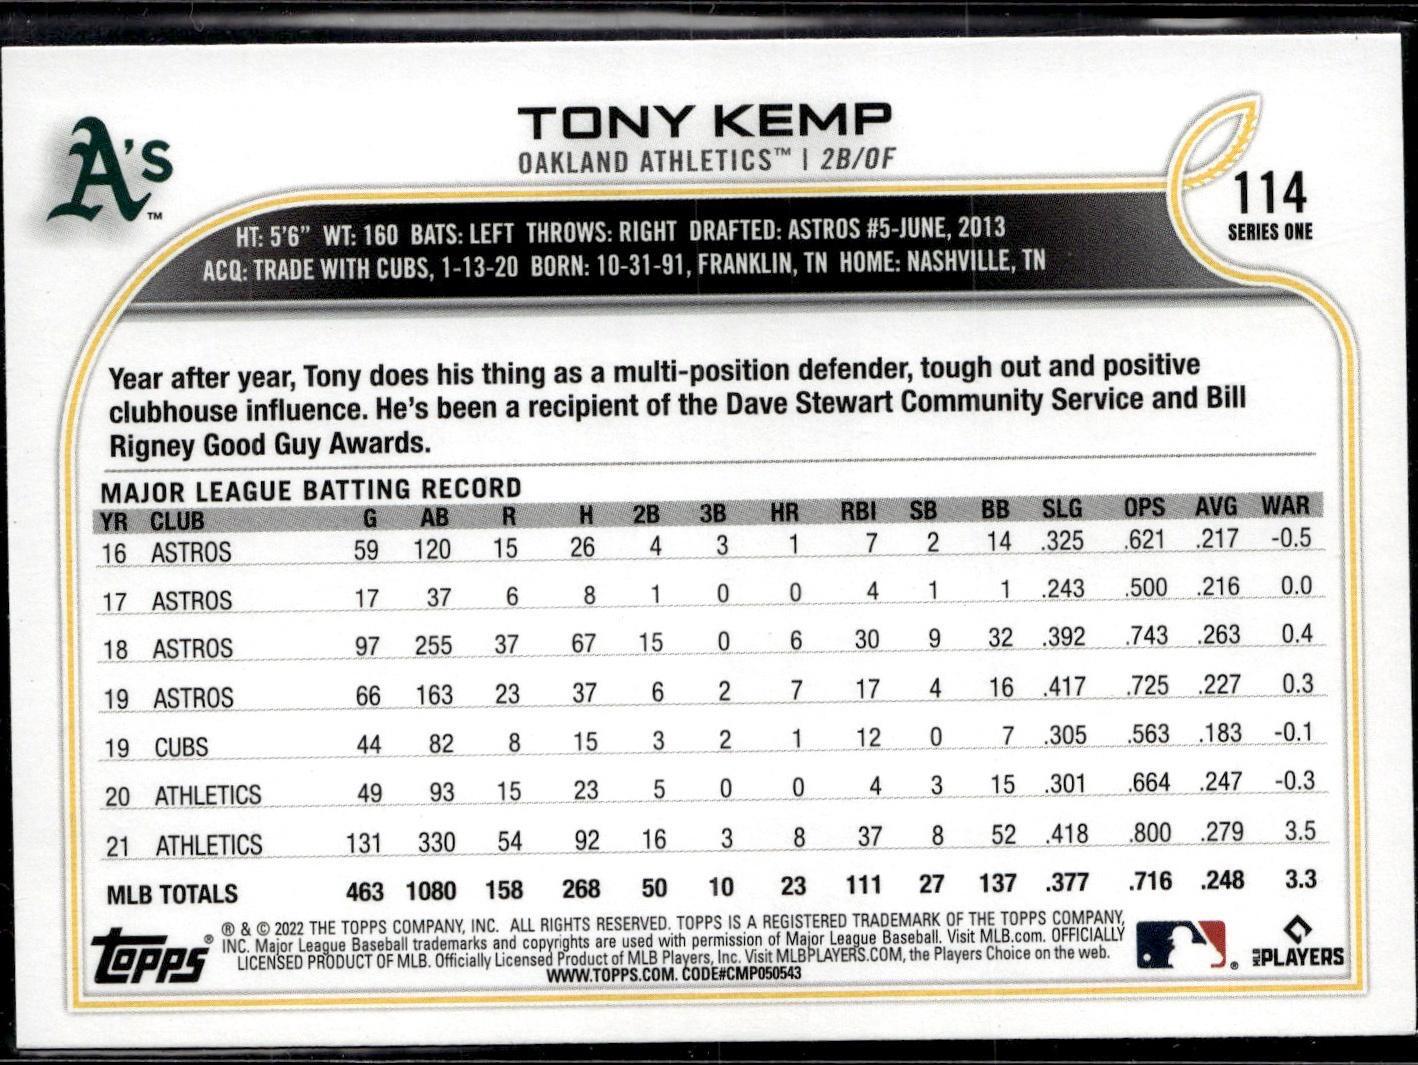 A's™
TONY KEMP
OAKLAND ATHLETICS™ | 2B/OF
114
SERIES ONE
HT: 5'6" WT: 160 BATS: LEFT THROWS: RIGHT DRAFTED: ASTROS #5-JUNE, 2013
ACQ: TRADE WITH CUBS, 1-13-20 BORN: 10-31-91, FRANKLIN, TN HOME: NASHVILLE, TN
Year after year, Tony does his thing as a multi-position defender, tough out and positive
clubhouse influence. He's been a recipient of the Dave Stewart Community Service and Bill
Rigney Good Guy Awards.
MAJOR LEAGUE BATTING RECORD
YR CLUB G AB R H 2B 3B HR RBI SB BB SLG OPS AVG WAR
16 ASTROS 59 120 15 26 4 3 1 7 2 14 .325 .621 .217 -0.5
17 ASTROS 17 37 6 8 1 0 0 4 1 1 .243 .500 .216 0.0
18 ASTROS 97 255 37 67 15 0 6 30 9 32 .392 .743 .263 0.4
19 ASTROS 66 163 23 37 6 2 7 17 4 16 .417 .725 .227 0.3
19 CUBS 44 82 8 15 3 2 1 12 0 7 .305 .563 .183 -0.1
20 ATHLETICS 49 93 15 23 5 0 0 4 3 15 .301 .664 .247 -0.3
21 ATHLETICS 131 330 54 92 16 3 8 37 8 52 .418 .800 .279 3.5
MLB TOTALS 463 1080 158 268 50 10 23 111 27 137 .377 .716 .248 3.3
Topps®
® & © 2022 THE TOPPS COMPANY, INC. ALL RIGHTS RESERVED. TOPPS IS A REGISTERED TRADEMARK OF THE TOPPS COMPANY,
INC. Major League Baseball trademarks and copyrights are used with permission of Major League Baseball. Visit MLB.com. OFFICIALLY
LICENSED PRODUCT OF MLB. Officially Licensed Product of MLB Players, Inc. Visit MLBPLAYERS.COM, the Players Choice on the web.
WWW.TOPPS.COM. CODE#CMP050543
®
MLB PLAYERS